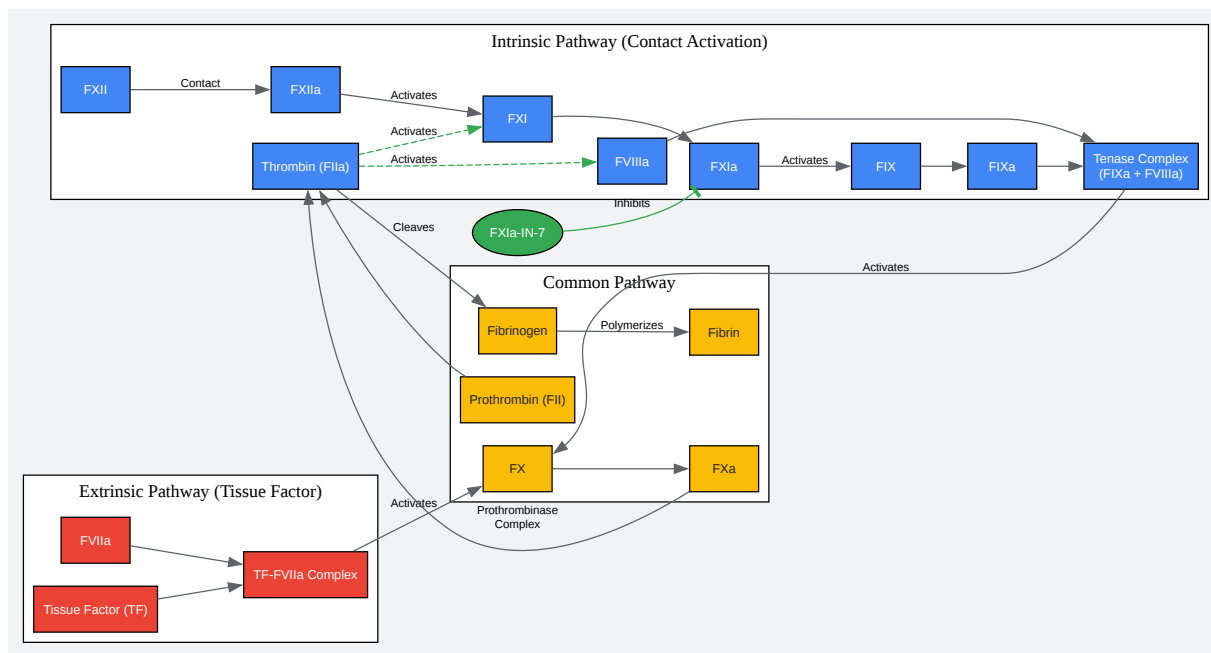 Intrinsic Pathway (Contact Activation)
FXII
Contact
FXIIa
Activates
FXI
Activates
Thrombin (FIIa)
Activates
FVIIIa
FXIa
Activates
FIX
FIXa
Tenase Complex
(FIXa + FVIIIa)
Inhibits
FXIa-IN-7
Cleaves
Activates
Common Pathway
Fibrinogen
Polymerizes
Fibrin
Prothrombin (FII)
FX
FXa
Prothrombinase
Complex
Activates
Extrinsic Pathway (Tissue Factor)
FVIIa
TF-FVIIa Complex
Tissue Factor (TF)